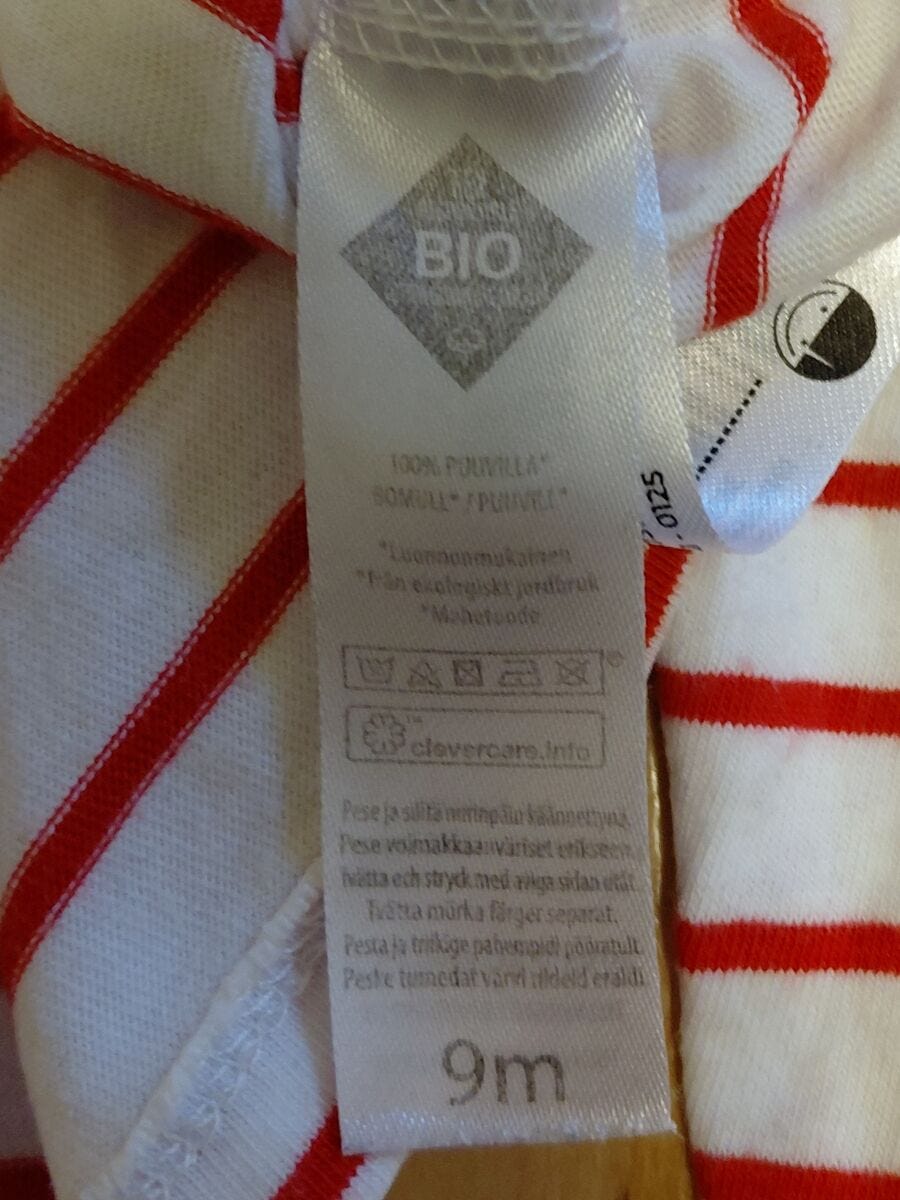 BIO
100% PUUVILLA*
BOMULL* / PUUVILL*
*Luonnonmukainen
*Från ekologiskt jordbruk
*Mahetoode
clevercare.info
Pese ja silitä nurinpäin käännettynä.
Pese voimakkaanväriset erikseen.
Tvätta och stryck med aviga sidan utåt.
Tvätta mörka färger separat.
Pesta ja triikige pahempidi pööratult.
Peske tumedat värvi riideid eraldi.
9m
0125